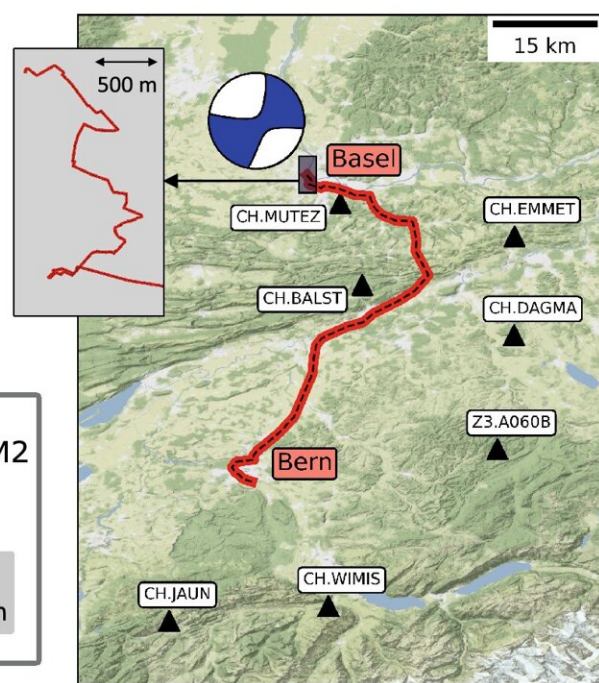 15 km
500 m
Basel
CH.MUTEZ
CH.EMMET
CH.BALST
CH.DAGMA
Z3.A060B
M2
Bern
CH.WIMIS
CH.JAUN